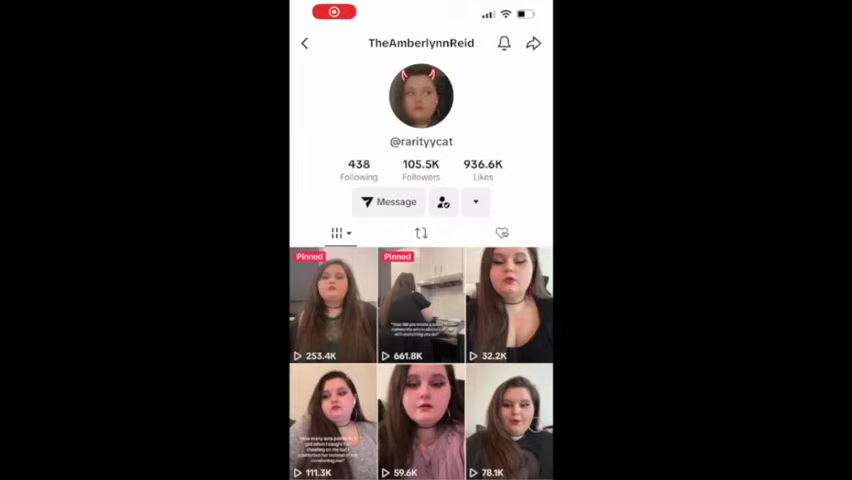 TheAmberlynnReid
@rarityycat
438 105.5K 936.6K
Following Followers Likes
Message
Pinned Pinned
253.4K 661.8K 32.2K
111.3K 59.6K 78.1K